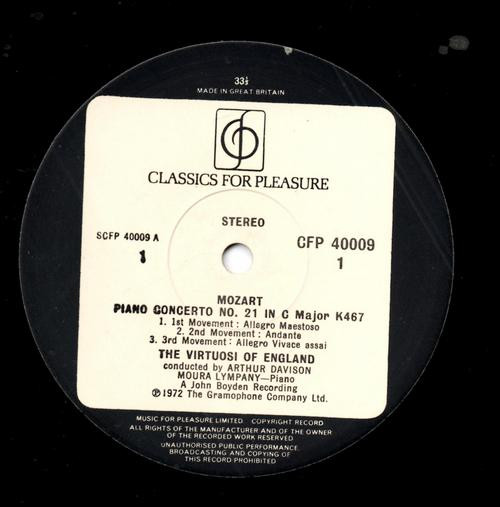 33⅓
MADE IN GREAT BRITAIN
CLASSICS FOR PLEASURE
STEREO
SCFP 40009 A
1
CFP 40009
1
MOZART
PIANO CONCERTO NO. 21 IN C Major K467
1. 1st Movement: Allegro Maestoso
2. 2nd Movement: Andante
3. 3rd Movement: Allegro Vivace assai
THE VIRTUOSI OF ENGLAND
conducted by ARTHUR DAVISON
MOURA LYMPANY—Piano
A John Boyden Recording
℗1972 The Gramophone Company Ltd.
MUSIC FOR PLEASURE LIMITED COPYRIGHT RECORD
ALL RIGHTS OF THE MANUFACTURER AND OF THE OWNER
OF THE RECORDED WORK RESERVED
UNAUTHORISED PUBLIC PERFORMANCE,
BROADCASTING AND COPYING OF
THIS RECORD PROHIBITED